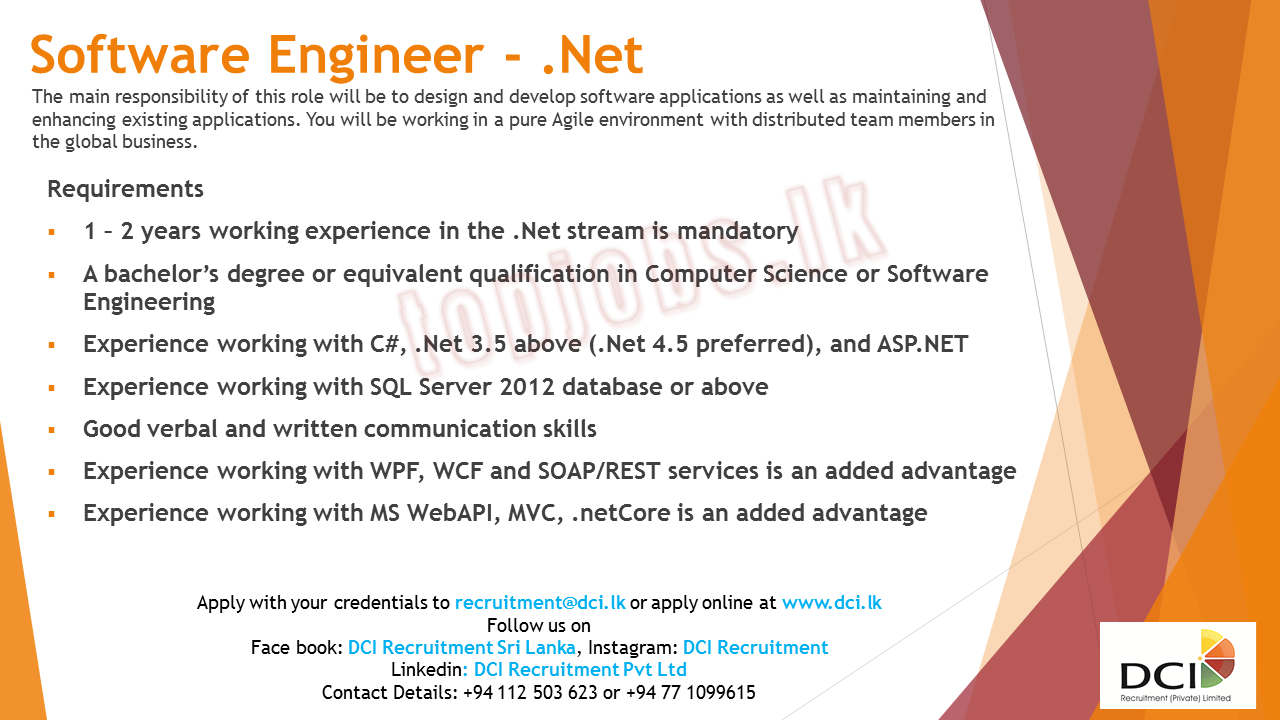 Software Engineer - .Net
The main responsibility of this role will be to design and develop software applications as well as maintaining and
enhancing existing applications. You will be working in a pure Agile environment with distributed team members in
the global business.
Requirements
▪ 1 – 2 years working experience in the .Net stream is mandatory
▪ A bachelor’s degree or equivalent qualification in Computer Science or Software
Engineering
▪ Experience working with C#, .Net 3.5 above (.Net 4.5 preferred), and ASP.NET
▪ Experience working with SQL Server 2012 database or above
▪ Good verbal and written communication skills
▪ Experience working with WPF, WCF and SOAP/REST services is an added advantage
▪ Experience working with MS WebAPI, MVC, .netCore is an added advantage
topjobs.lk
Apply with your credentials to recruitment@dci.lk or apply online at www.dci.lk
Follow us on
Face book: DCI Recruitment Sri Lanka, Instagram: DCI Recruitment
Linkedin: DCI Recruitment Pvt Ltd
Contact Details: +94 112 503 623 or +94 77 1099615
DCI
Recruitment (Private) Limited